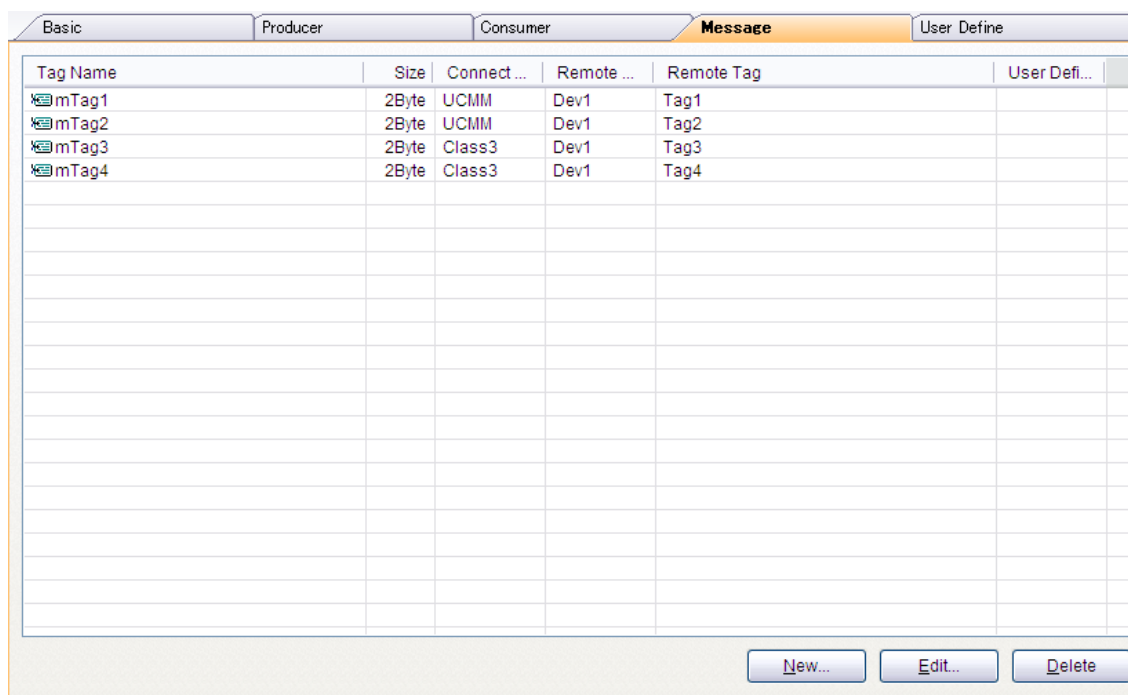 Basic Producer Consumer Message User Define
Tag Name Size Connect ... Remote ... Remote Tag User Defi...
mTag1 2Byte UCMM Dev1 Tag1
mTag2 2Byte UCMM Dev1 Tag2
mTag3 2Byte Class3 Dev1 Tag3
mTag4 2Byte Class3 Dev1 Tag4
New... Edit... Delete